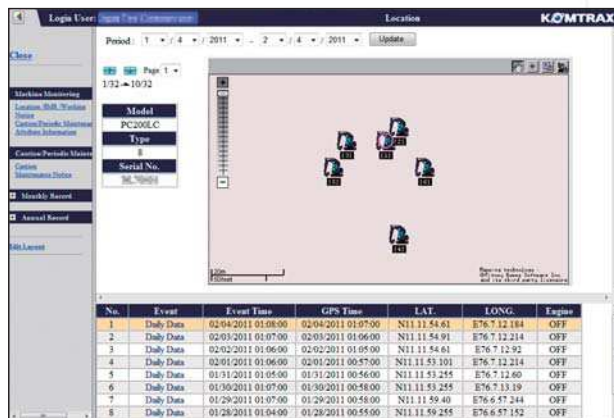 Login User:
Location
KOMTRAX
Period : 1 / 4 / 2011 - 2 / 4 / 2011 Update
Close
Page 1
1/32 10/32
Machine Monitoring
Caution/Periodic Mainte
Caution
Maintenance Notice
Monthly Record
Annual Record
Edit Layout
Model
PC200LC
Type
8
Serial No.
No. Event Event Time GPS Time LAT. LONG. Engine
1 Daily Data 02/04/2011 01:08:00 02/04/2011 01:07:00 N11.11.54.61 E76.7.12.184 OFF
2 Daily Data 02/03/2011 01:07:00 02/03/2011 01:06:00 N11.11.54.91 E76.7.12.214 OFF
3 Daily Data 02/02/2011 01:06:00 02/02/2011 01:05:00 N11.11.54.61 E76.7.12.92 OFF
4 Daily Data 02/01/2011 01:06:00 02/01/2011 00:57:00 N11.11.53.101 E76.7.12.214 OFF
5 Daily Data 01/31/2011 01:05:00 01/31/2011 00:56:00 N11.11.53.255 E76.7.12.60 OFF
6 Daily Data 01/30/2011 01:07:00 01/30/2011 00:58:00 N11.11.53.255 E76.7.13.19 OFF
7 Daily Data 01/29/2011 01:07:00 01/29/2011 00:58:00 N11.11.59.40 E76.6.57.244 OFF
8 Daily Data 01/28/2011 01:04:00 01/28/2011 00:55:00 N11.11.59.255 E76.6.57.218 OFF